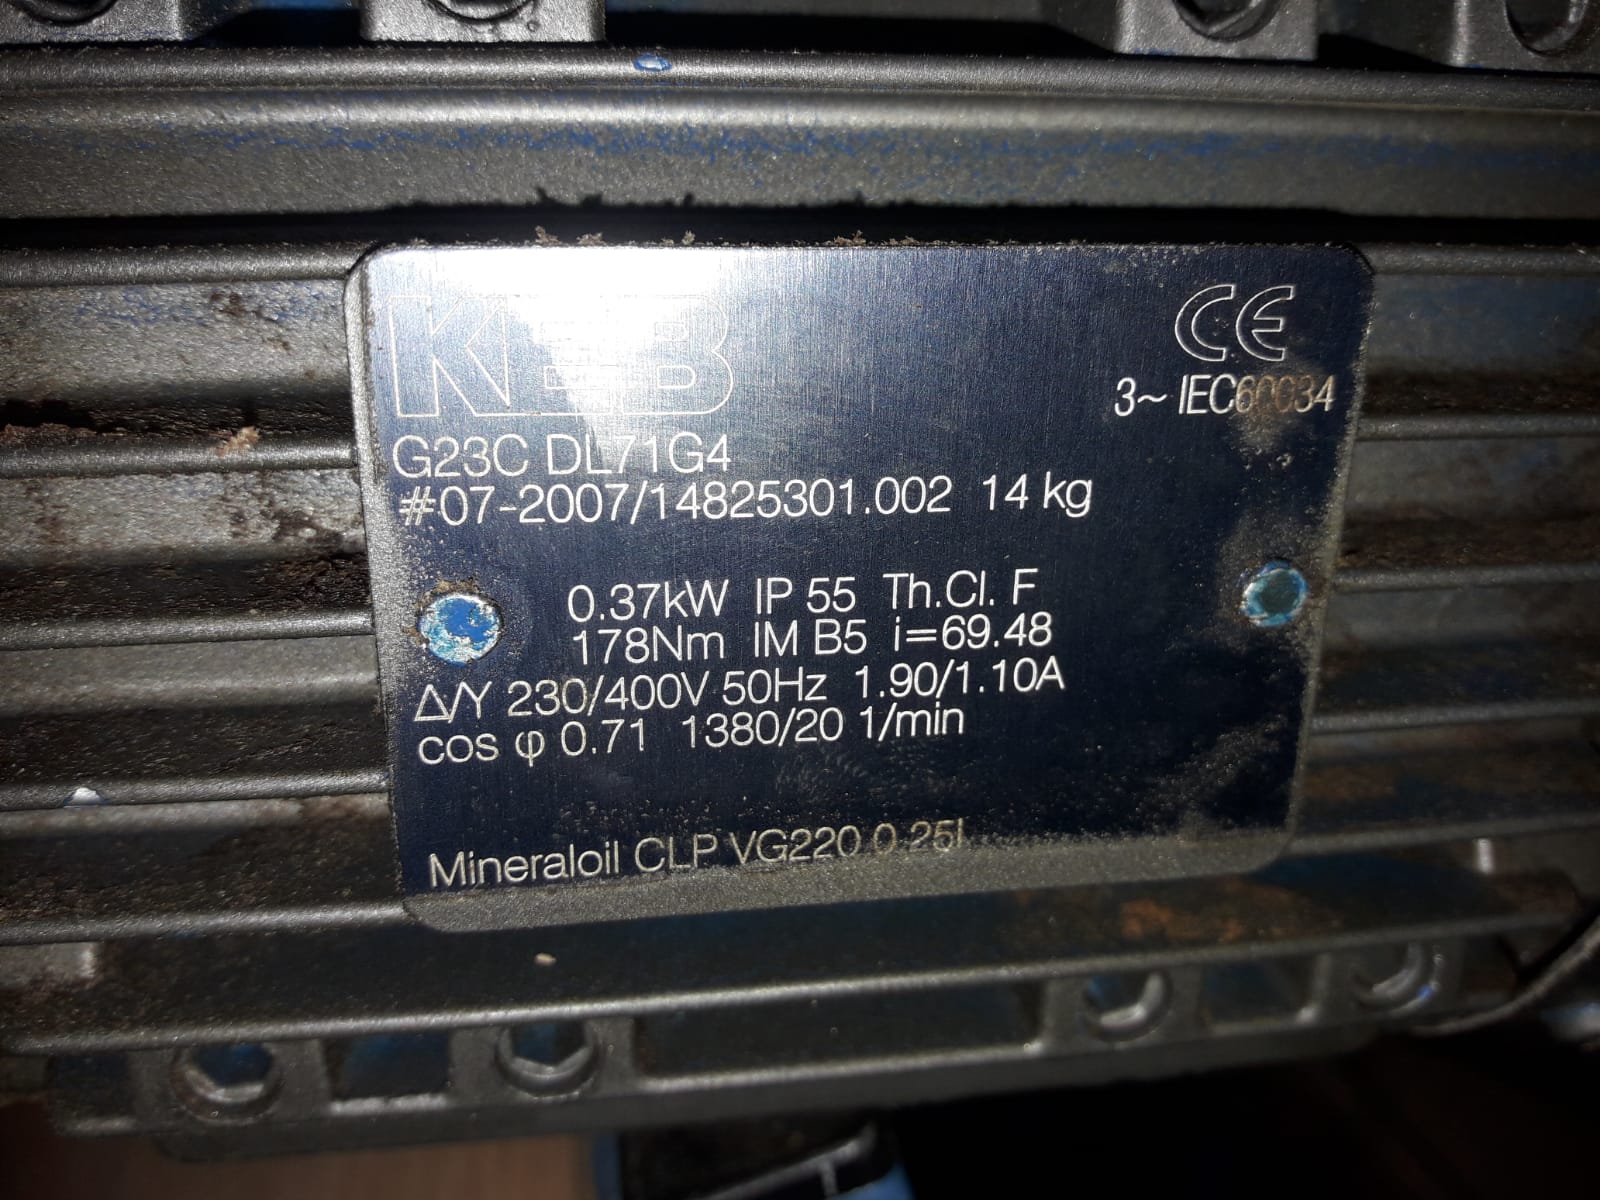 KEB
CE
3~ IEC60034
G23C DL71G4
#07-2007/14825301.002 14 kg
0.37kW IP 55 Th.Cl. F
178Nm IM B5 i=69.48
Δ/Y 230/400V 50Hz 1.90/1.10A
cos φ 0.71 1380/20 1/min
Mineraloil CLP VG220 0.25l